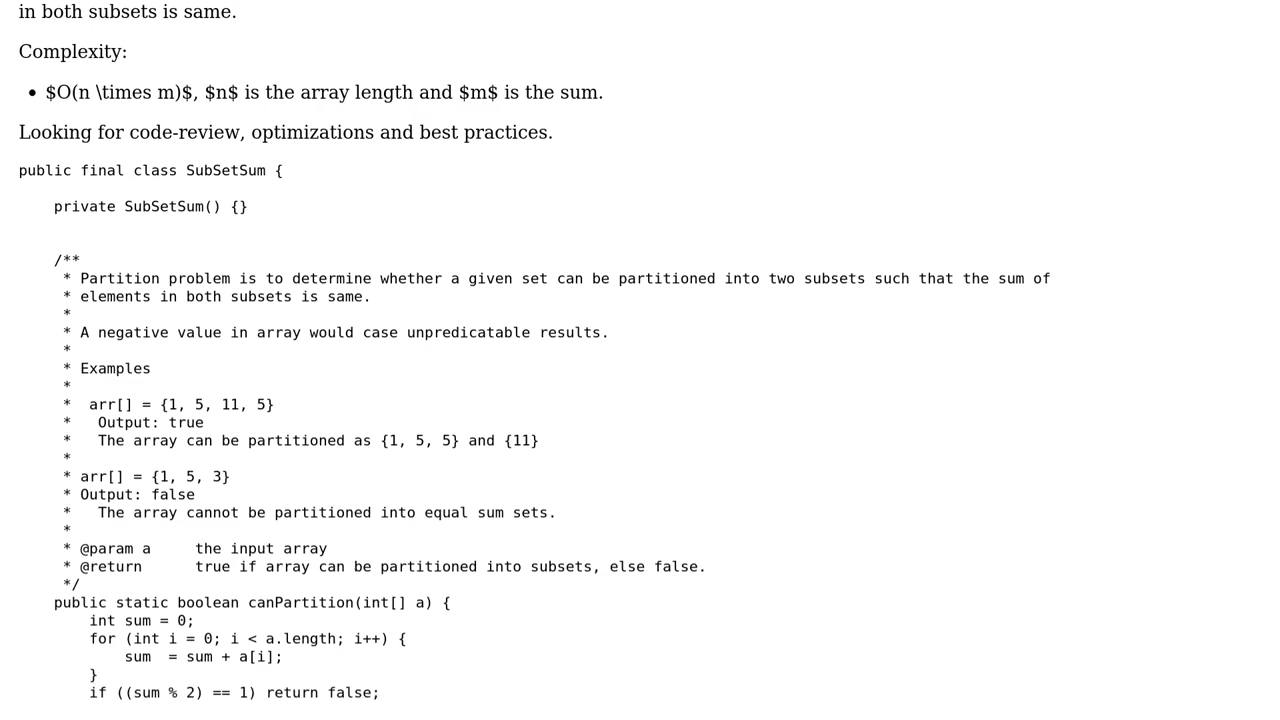 in both subsets is same.
Complexity:
• $O(n \times m)$, $n$ is the array length and $m$ is the sum.
Looking for code-review, optimizations and best practices.
public final class SubSetSum {
    private SubSetSum() {}
    /**
     * Partition problem is to determine whether a given set can be partitioned into two subsets such that the sum of
     * elements in both subsets is same.
     *
     * A negative value in array would case unpredicatable results.
     *
     * Examples
     *
     *  arr[] = {1, 5, 11, 5}
     *   Output: true
     *   The array can be partitioned as {1, 5, 5} and {11}
     *
     * arr[] = {1, 5, 3}
     * Output: false
     *   The array cannot be partitioned into equal sum sets.
     *
     * @param a     the input array
     * @return      true if array can be partitioned into subsets, else false.
     */
    public static boolean canPartition(int[] a) {
        int sum = 0;
        for (int i = 0; i < a.length; i++) {
            sum  = sum + a[i];
        }
        if ((sum % 2) == 1) return false;